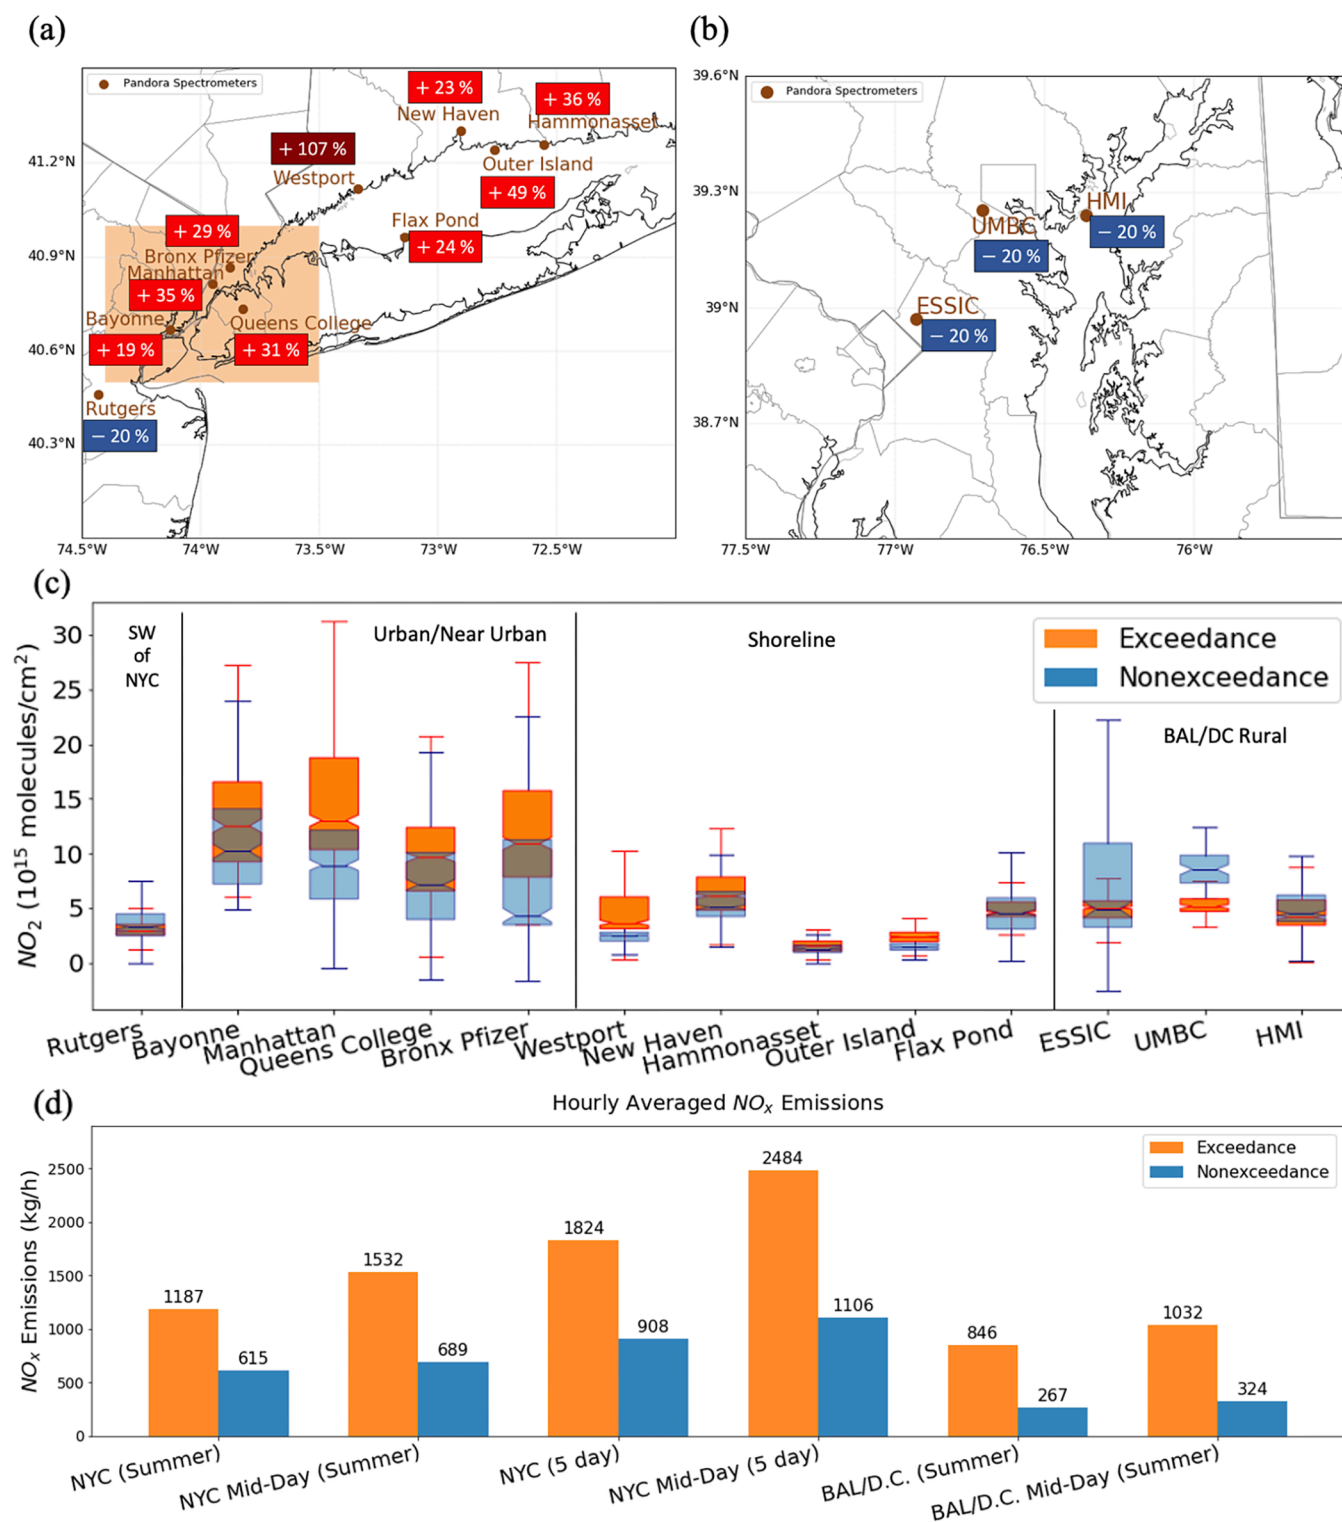 (a)
(b)
Pandora Spectrometers
+ 23 %
New Haven
+ 36 %
Hammonasset
+ 107 %
Westport
Outer Island
+ 49 %
+ 29 %
Bronx Pfizer
Manhattan
+ 35 %
Bayonne
+ 19 %
Flax Pond
+ 24 %
Queens College
+ 31 %
Rutgers
− 20 %
41.2°N
40.9°N
40.6°N
40.3°N
74.5°W 74°W 73.5°W 73°W 72.5°W
Pandora Spectrometers
39.6°N
39.3°N
39°N
38.7°N
UMBC
− 20 %
HMI
− 20 %
ESSIC
− 20 %
77.5°W 77°W 76.5°W 76°W
(c)
NO2 (10^15 molecules/cm^2)
30
25
20
15
10
5
0
SW
of
NYC
Urban/Near Urban
Shoreline
BAL/DC Rural
Exceedance
Nonexceedance
Rutgers
Bayonne
Manhattan
Queens College
Bronx Pfizer
Westport
New Haven
Hammonasset
Outer Island
Flax Pond
ESSIC
UMBC
HMI
(d)
Hourly Averaged NOx Emissions
NOx Emissions (kg/h)
2500
2000
1500
1000
500
0
Exceedance
Nonexceedance
1187
615
1532
689
1824
908
2484
1106
846
267
1032
324
NYC (Summer)
NYC Mid-Day (Summer)
NYC (5 day)
NYC Mid-Day (5 day)
BAL/D.C. (Summer)
BAL/D.C. Mid-Day (Summer)